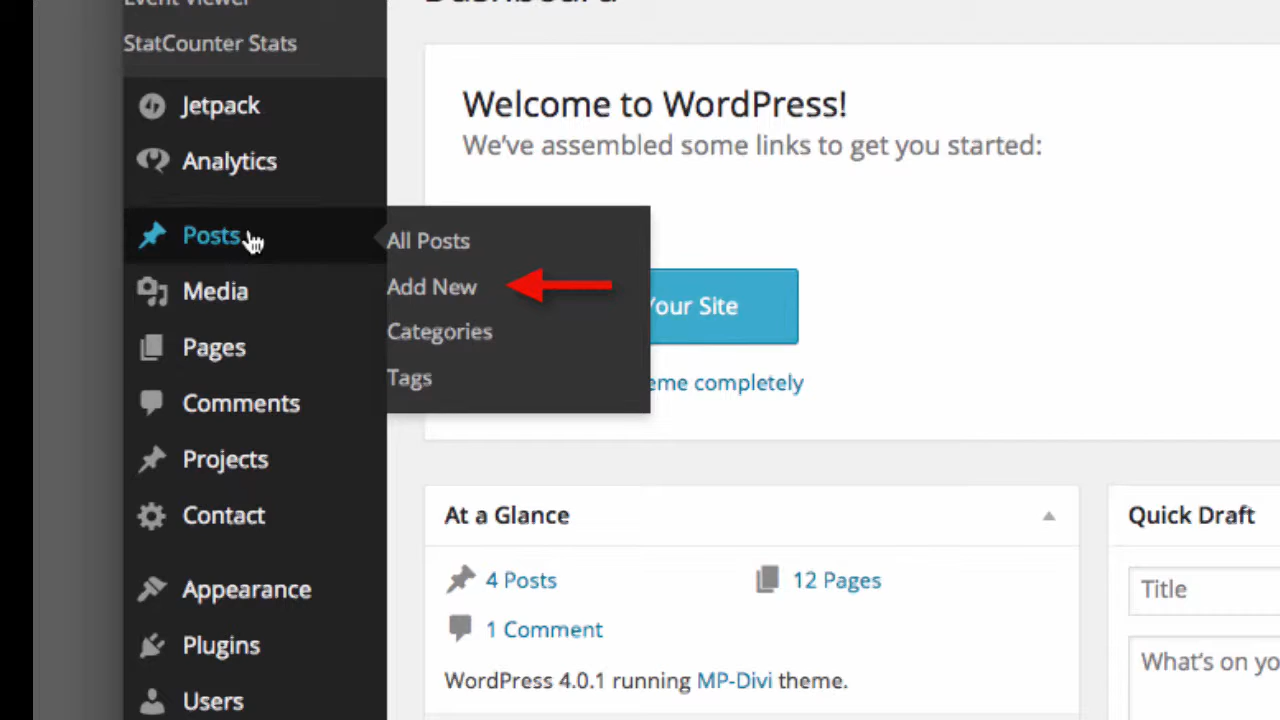 Event Viewer
StatCounter Stats
Jetpack
Analytics
Posts
Media
Pages
Comments
Projects
Contact
Appearance
Plugins
Users
All Posts
Add New
Categories
Tags
Dashboard
Welcome to WordPress!
We've assembled some links to get you started:
Your Site
eme completely
At a Glance
4 Posts
12 Pages
1 Comment
WordPress 4.0.1 running MP-Divi theme.
Quick Draft
Title
What's on yo